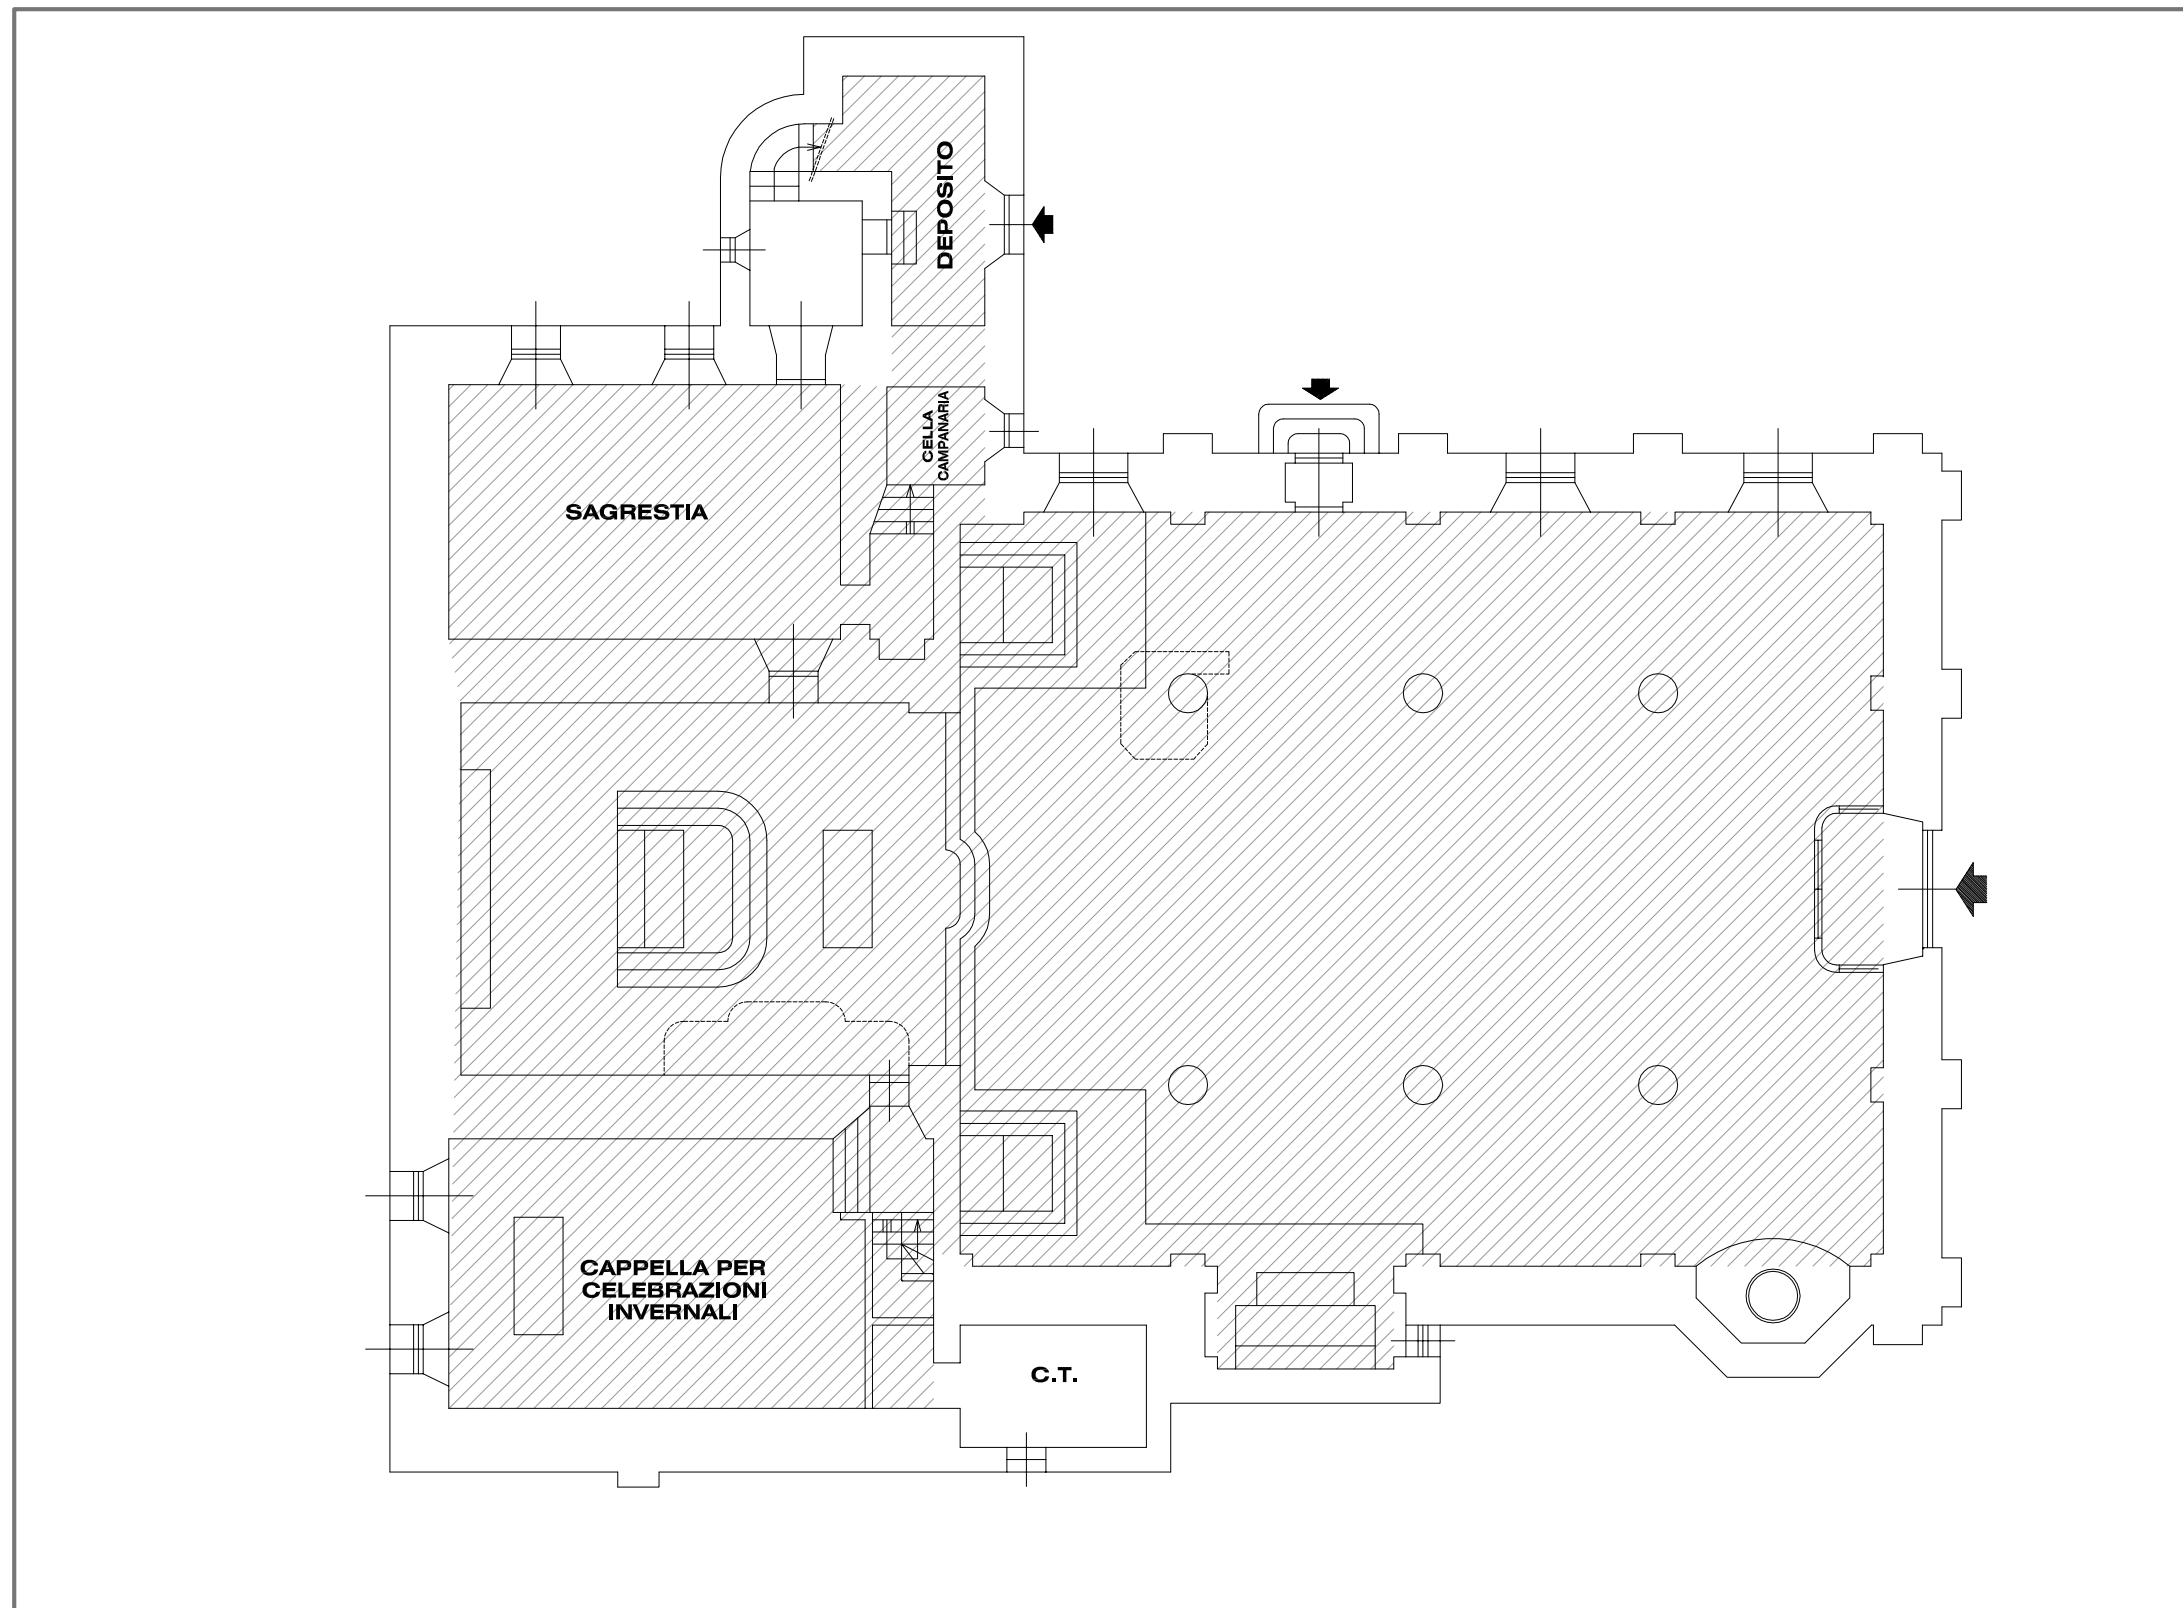 DEPOSITO
CELLA
CAMPANARIA
SAGRESTIA
CAPPELLA PER
CELEBRAZIONI
INVERNALI
C.T.